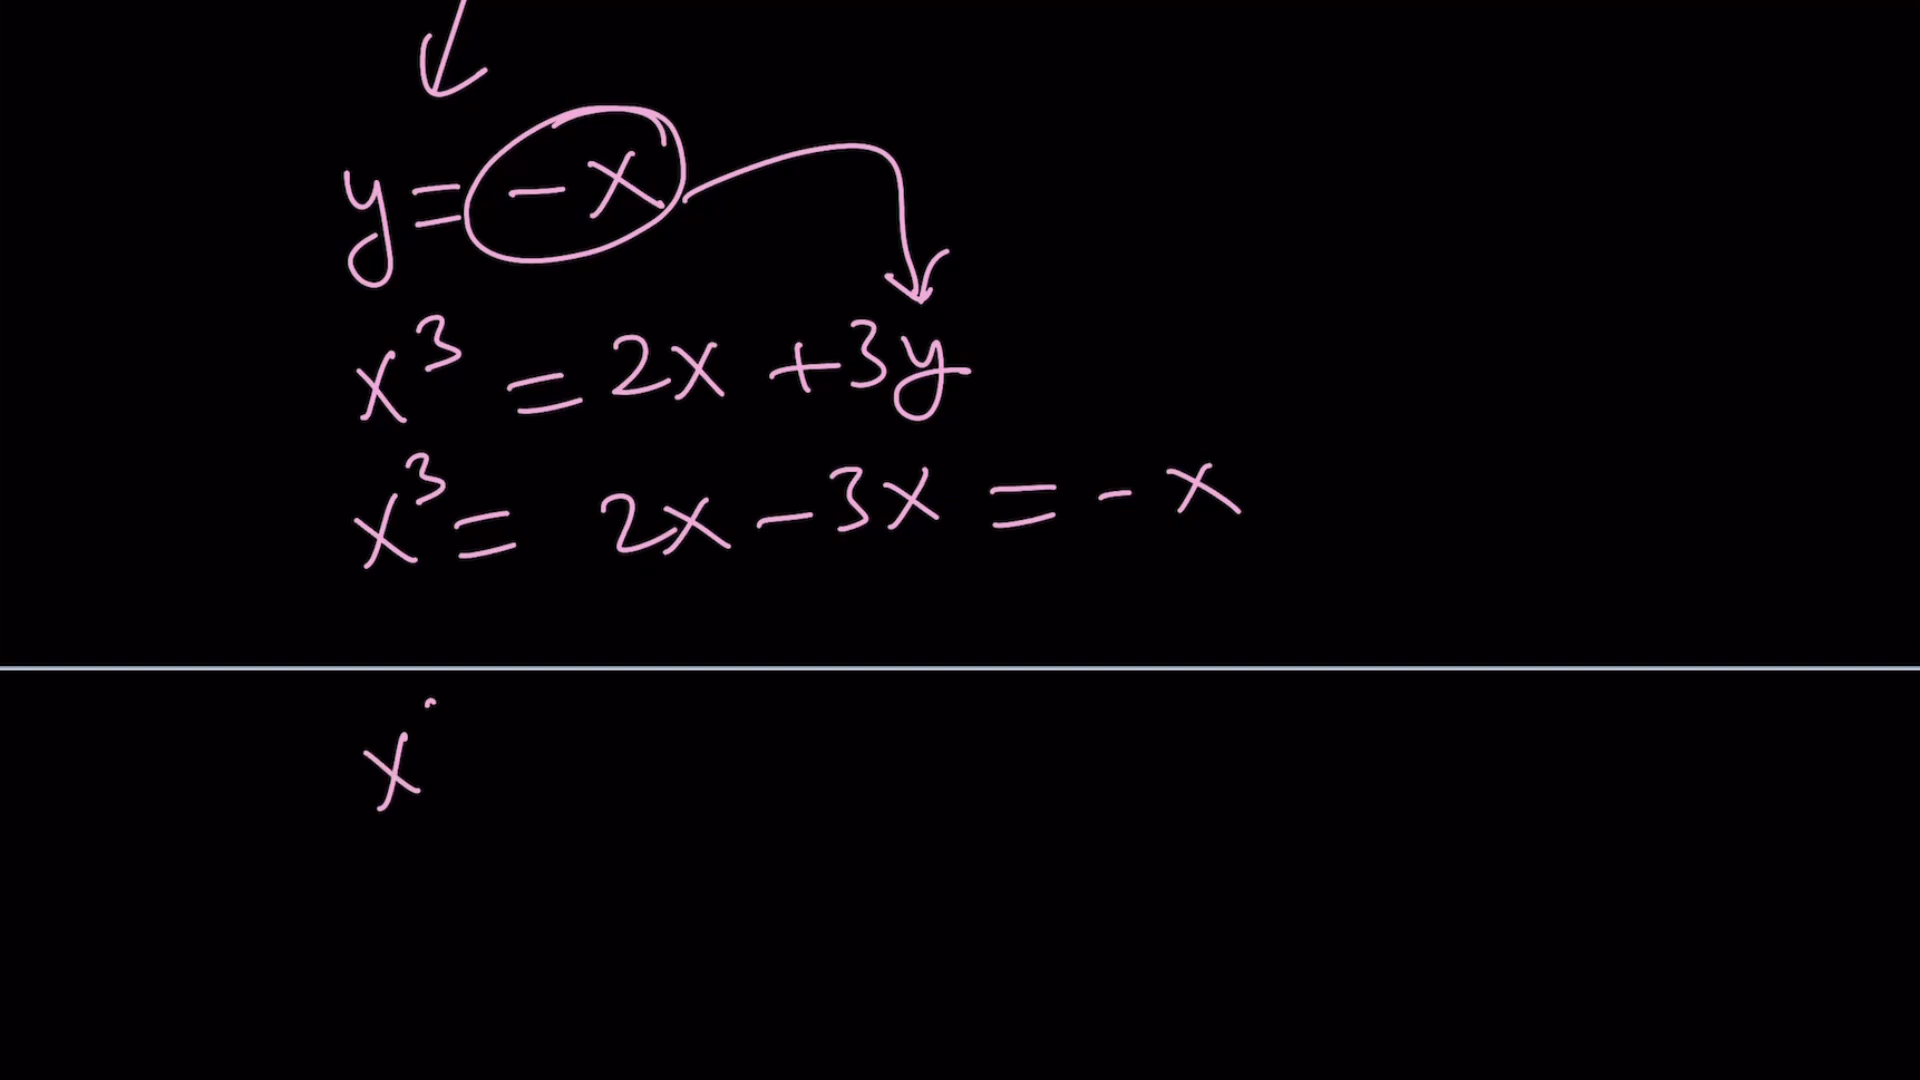 y = -x
x³ = 2x + 3y
x³ = 2x - 3x = - x
x